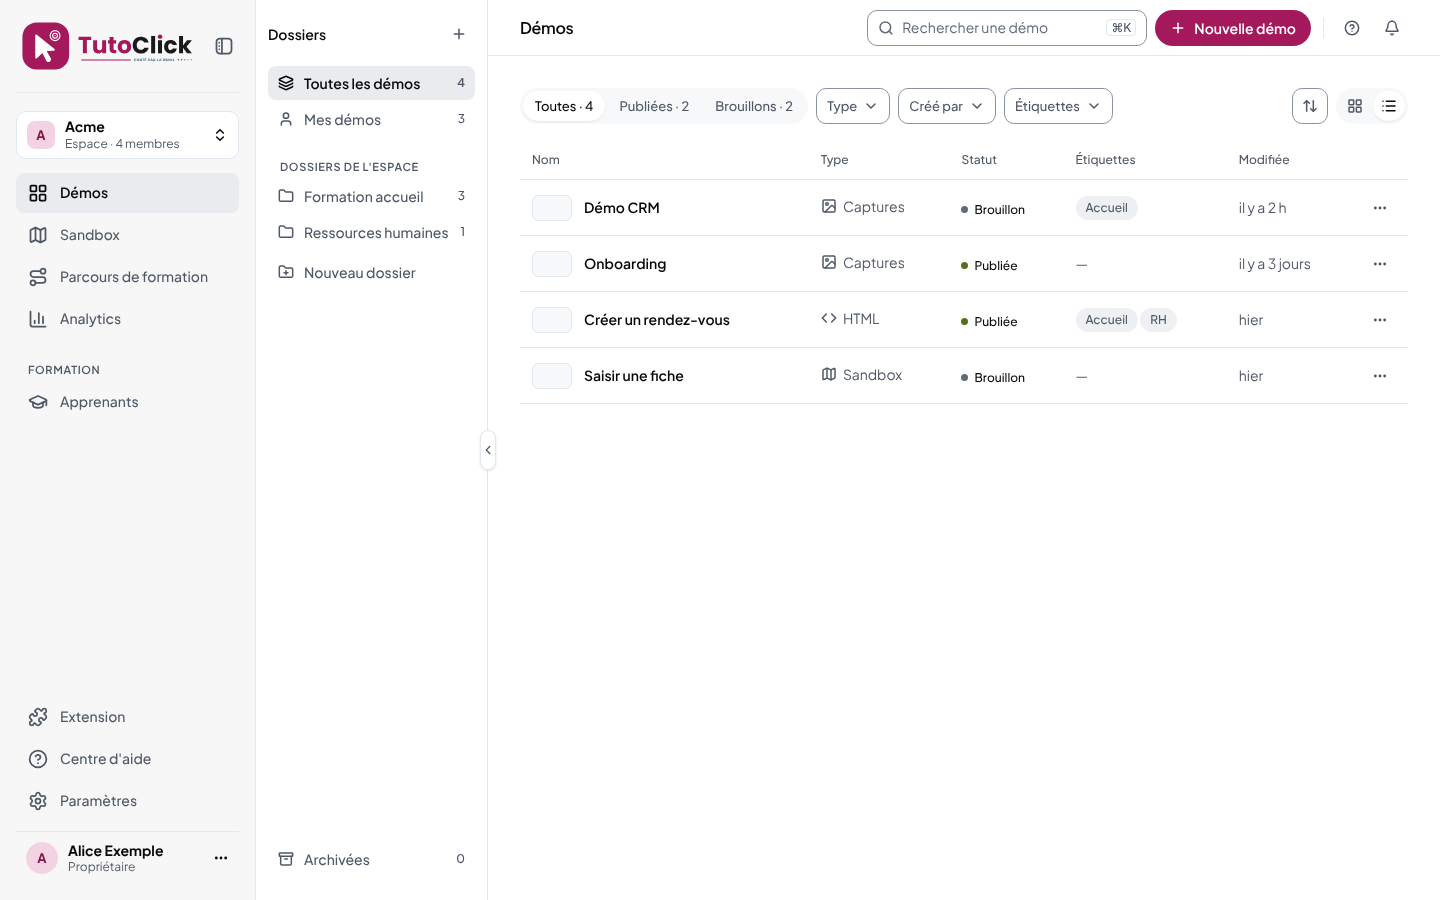 TutoClick
Acme
Espace · 4 membres
A
Démos
Sandbox
Parcours de formation
Analytics
FORMATION
Apprenants
Extension
Centre d'aide
Paramètres
A
Alice Exemple
Propriétaire
Dossiers
Toutes les démos 4
Mes démos 3
DOSSIERS DE L'ESPACE
Formation accueil 3
Ressources humaines 1
Nouveau dossier
Archivées 0
Démos
Rechercher une démo ⌘K
Nouvelle démo
Toutes · 4 Publiées · 2 Brouillons · 2 Type Créé par Étiquettes
Nom Type Statut Étiquettes Modifiée
Démo CRM Captures Brouillon Accueil il y a 2 h
Onboarding Captures Publiée — il y a 3 jours
Créer un rendez-vous HTML Publiée Accueil RH hier
Saisir une fiche Sandbox Brouillon — hier